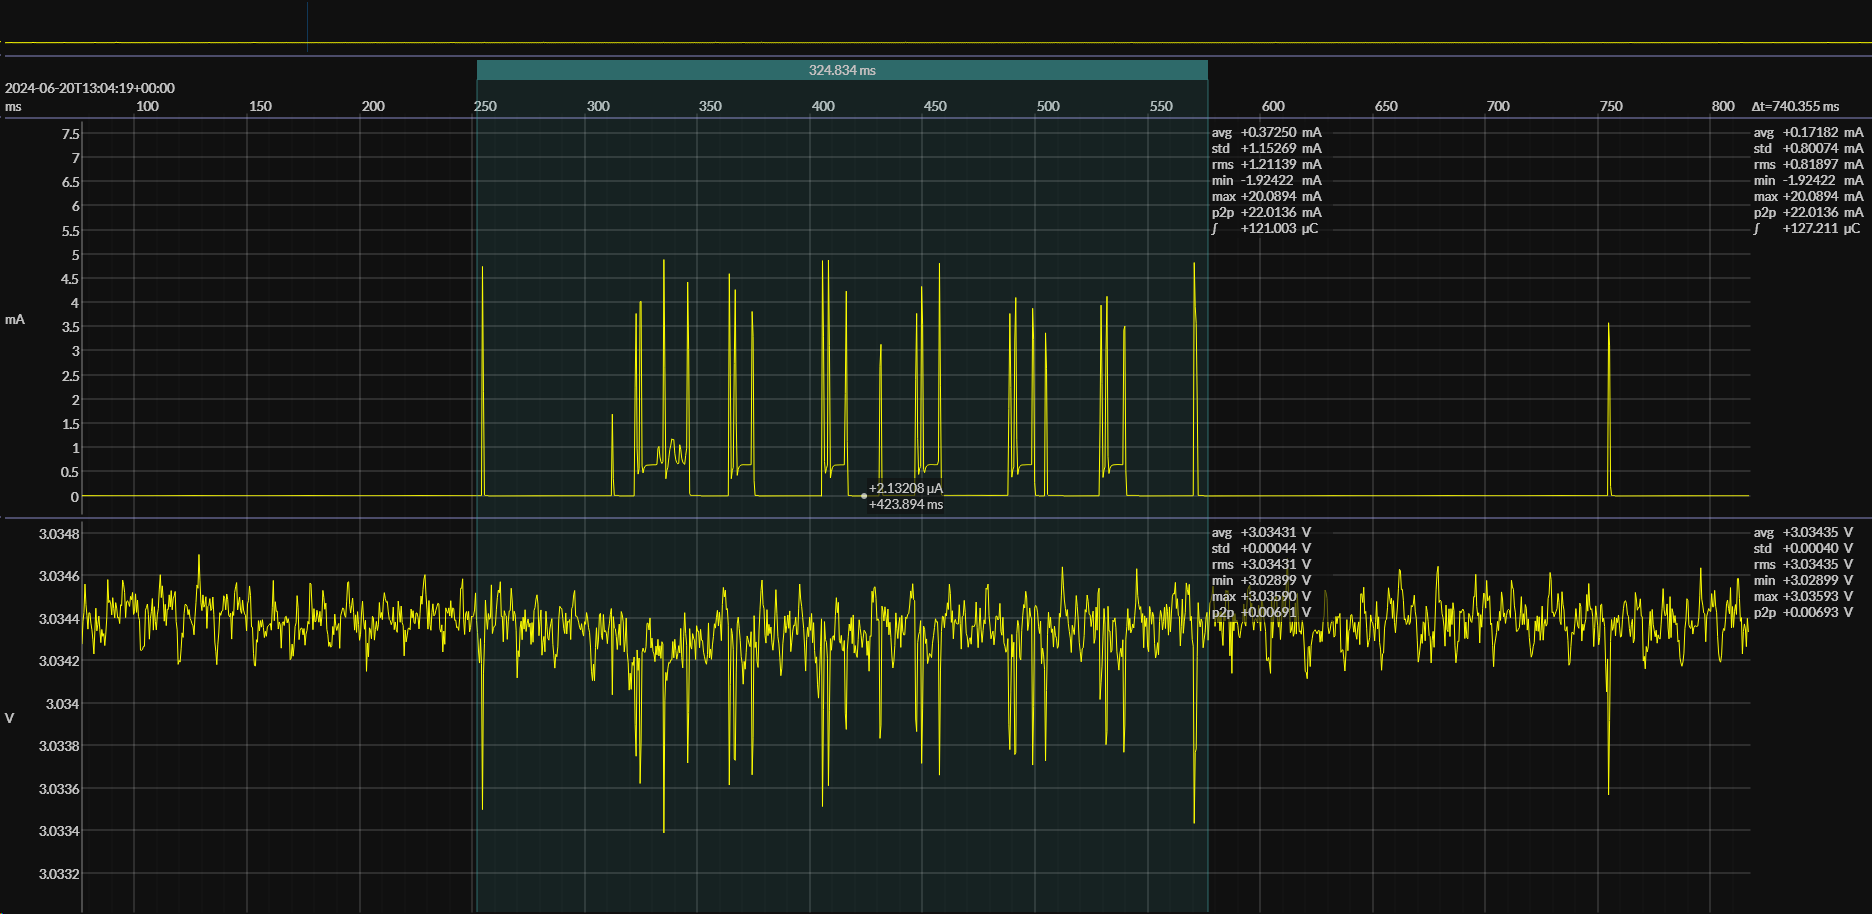 324.834 ms
2024-06-20T13:04:19+00:00
ms 100 150 200 250 300 350 400 450 500 550 600 650 700 750 800 Δt=740.355 ms
7.5
7
6.5
6
5.5
5
4.5
4
3.5
3
2.5
2
1.5
1
0.5
0
mA
avg +0.37250 mA
std +1.15269 mA
rms +1.21139 mA
min -1.92422 mA
max +20.0894 mA
p2p +22.0136 mA
∫ +121.003 µC
avg +0.17182 mA
std +0.80074 mA
rms +0.81897 mA
min -1.92422 mA
max +20.0894 mA
p2p +22.0136 mA
∫ +127.211 µC
+2.13208 µA
+423.894 ms
3.0348
3.0346
3.0344
3.0342
3.034
3.0338
3.0336
3.0334
3.0332
V
avg +3.03431 V
std +0.00044 V
rms +3.03431 V
min +3.02899 V
max +3.03590 V
p2p +0.00691 V
avg +3.03435 V
std +0.00040 V
rms +3.03435 V
min +3.02899 V
max +3.03593 V
p2p +0.00693 V